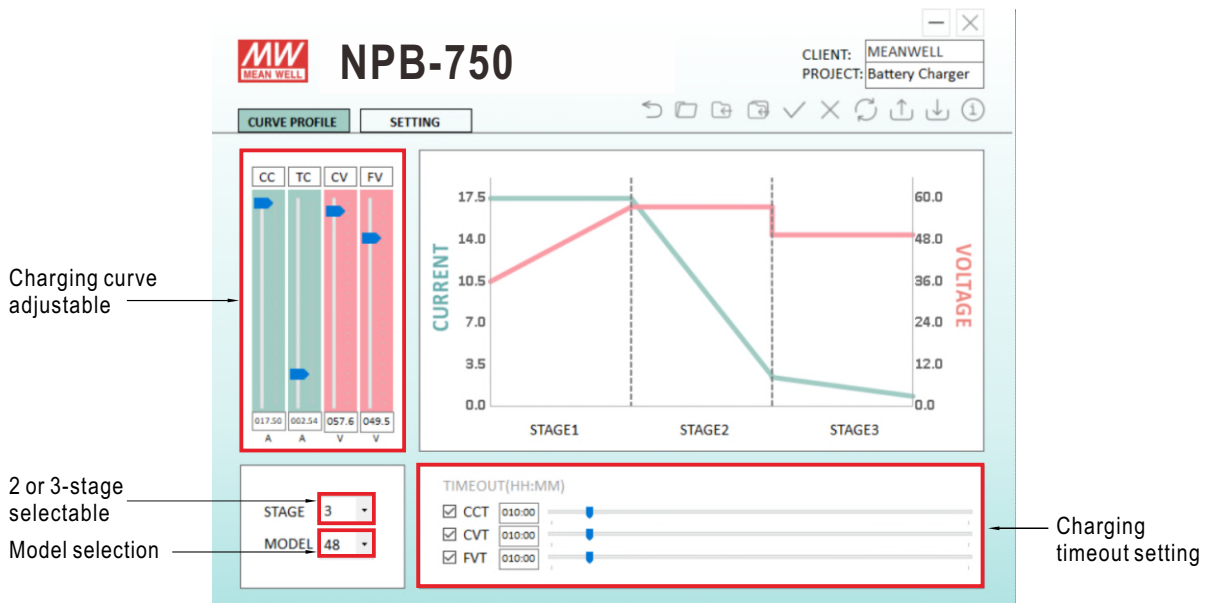 MW
MEAN WELL
NPB-750
CLIENT: MEANWELL
PROJECT: Battery Charger
CURVE PROFILE SETTING
i
CC TC CV FV
017.50 002.54 057.6 049.5
A A V V
Charging curve
adjustable
CURRENT
17.5
14.0
10.5
7.0
3.5
0.0
60.0
48.0
36.0
24.0
12.0
0.0
VOLTAGE
STAGE1 STAGE2 STAGE3
2 or 3-stage
selectable
Model selection
STAGE 3
MODEL 48
TIMEOUT(HH:MM)
CCT 010:00
CVT 010:00
FVT 010:00
Charging
timeout setting